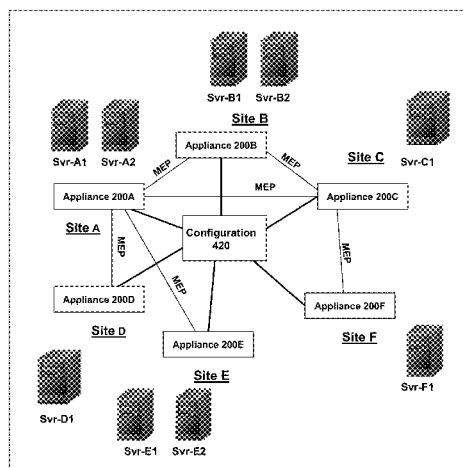 Svr-B1 Svr-B2
Site B
Svr-A1 Svr-A2
Appliance 200B
Site C
Svr-C1
MEP
MEP
Appliance 200A
MEP
Appliance 200C
Site A
Configuration
420
MEP
MEP
MEP
Appliance 200D
Appliance 200F
Site D
Appliance 200E
Site F
Site E
Svr-D1
Svr-F1
Svr-E1 Svr-E2